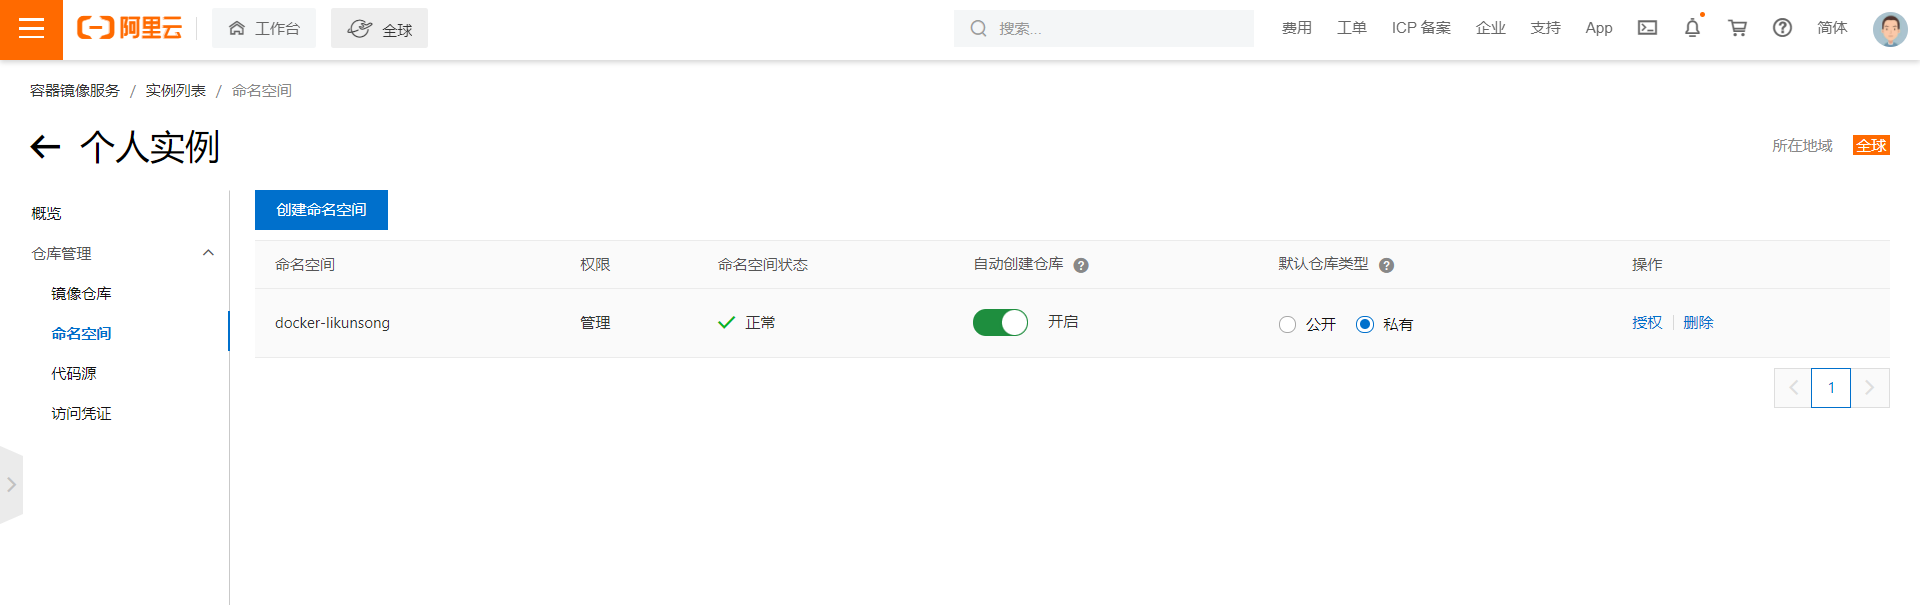 阿里云 工作台 全球 搜索... 费用 工单 ICP 备案 企业 支持 App 简体
容器镜像服务 / 实例列表 / 命名空间
个人实例 所在地域 全球
创建命名空间
概览
仓库管理
镜像仓库
命名空间
代码源
访问凭证
命名空间 权限 命名空间状态 自动创建仓库 默认仓库类型 操作
docker-likunsong 管理 正常 开启 公开 私有 授权 删除
1